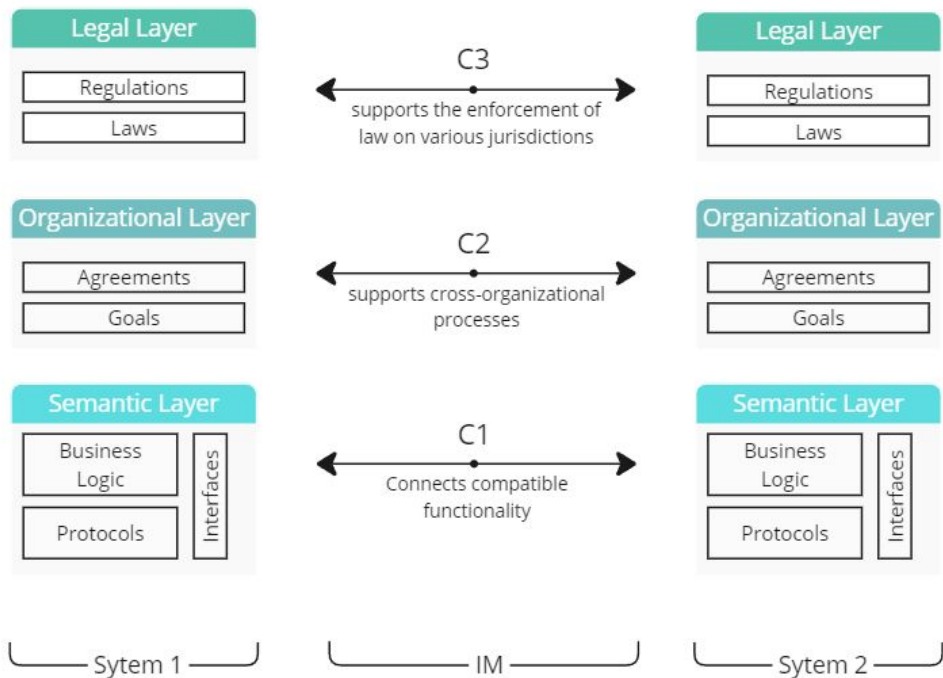 Legal Layer
Regulations
Laws
C3
supports the enforcement of
law on various jurisdictions
Legal Layer
Regulations
Laws
Organizational Layer
Agreements
Goals
C2
supports cross-organizational
processes
Organizational Layer
Agreements
Goals
Semantic Layer
Business
Logic
Protocols
Interfaces
C1
Connects compatible
functionality
Semantic Layer
Business
Logic
Protocols
Interfaces
Sytem 1
IM
Sytem 2